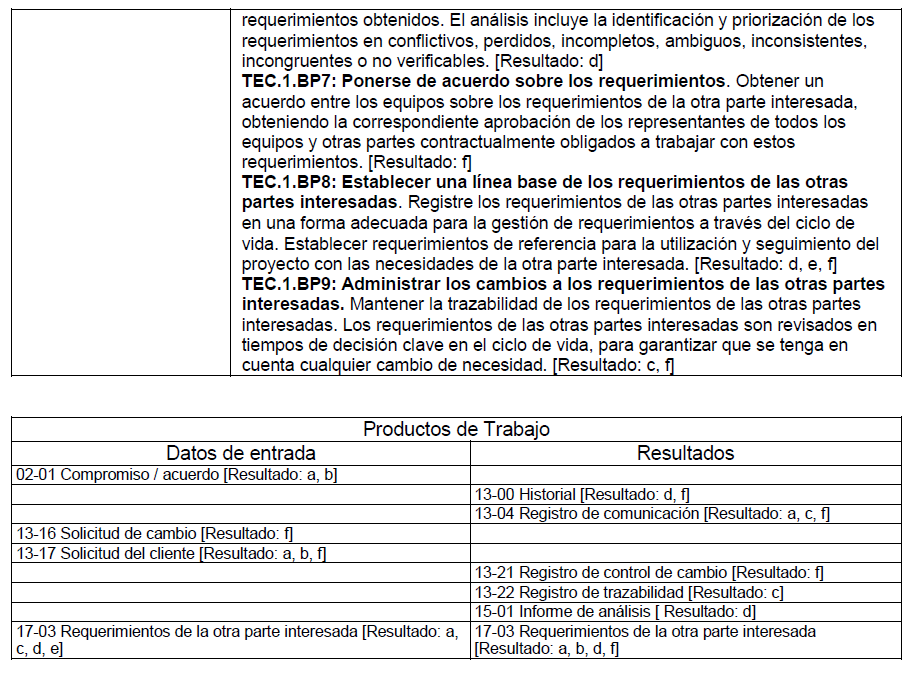 requerimientos obtenidos. El análisis incluye la identificación y priorización de los
requerimientos en conflictivos, perdidos, incompletos, ambiguos, inconsistentes,
incongruentes o no verificables. [Resultado: d]
TEC.1.BP7: Ponerse de acuerdo sobre los requerimientos. Obtener un
acuerdo entre los equipos sobre los requerimientos de la otra parte interesada,
obteniendo la correspondiente aprobación de los representantes de todos los
equipos y otras partes contractualmente obligados a trabajar con estos
requerimientos. [Resultado: f]
TEC.1.BP8: Establecer una línea base de los requerimientos de las otras
partes interesadas. Registre los requerimientos de las otras partes interesadas
en una forma adecuada para la gestión de requerimientos a través del ciclo de
vida. Establecer requerimientos de referencia para la utilización y seguimiento del
proyecto con las necesidades de la otra parte interesada. [Resultado: d, e, f]
TEC.1.BP9: Administrar los cambios a los requerimientos de las otras partes
interesadas. Mantener la trazabilidad de los requerimientos de las otras partes
interesadas. Los requerimientos de las otras partes interesadas son revisados en
tiempos de decisión clave en el ciclo de vida, para garantizar que se tenga en
cuenta cualquier cambio de necesidad. [Resultado: c, f]
Productos de Trabajo
Datos de entrada
Resultados
02-01 Compromiso / acuerdo [Resultado: a, b]
13-00 Historial [Resultado: d, f]
13-04 Registro de comunicación [Resultado: a, c, f]
13-16 Solicitud de cambio [Resultado: f]
13-17 Solicitud del cliente [Resultado: a, b, f]
13-21 Registro de control de cambio [Resultado: f]
13-22 Registro de trazabilidad [Resultado: c]
15-01 Informe de análisis [ Resultado: d]
17-03 Requerimientos de la otra parte interesada [Resultado: a,
c, d, e]
17-03 Requerimientos de la otra parte interesada
[Resultado: a, b, d, f]